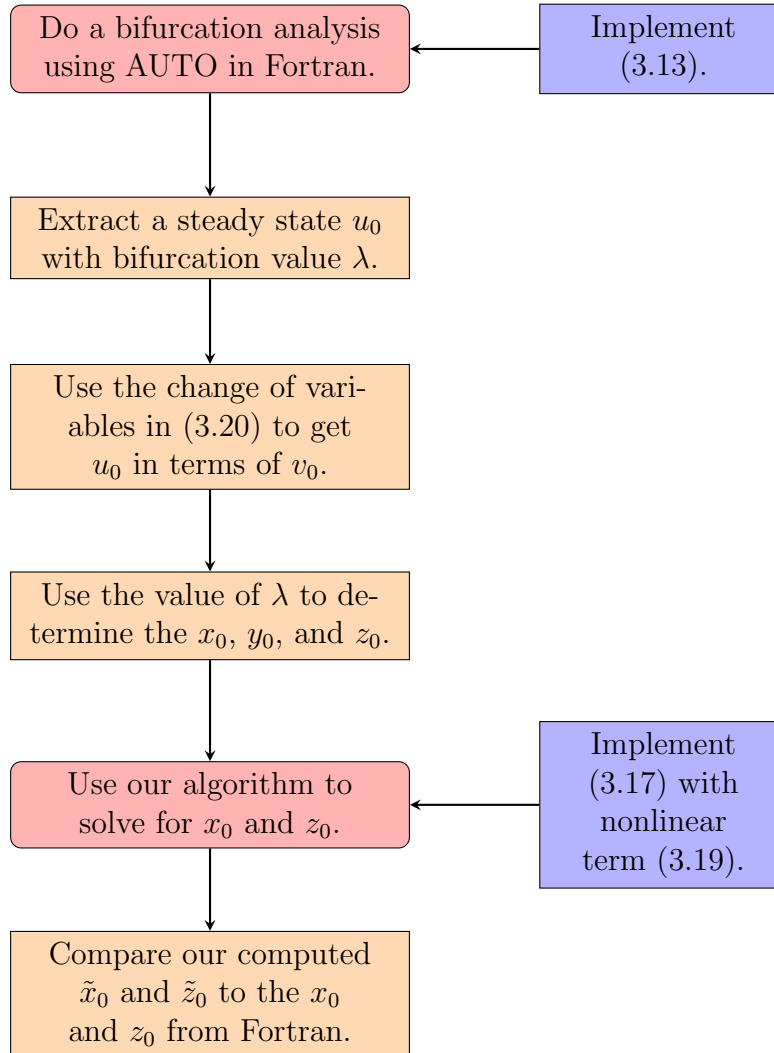 Do a bifurcation analysis
using AUTO in Fortran.
Implement
(3.13).
Extract a steady state u₀
with bifurcation value λ.
Use the change of vari-
ables in (3.20) to get
u₀ in terms of v₀.
Use the value of λ to de-
termine the x₀, y₀, and z₀.
Use our algorithm to
solve for x₀ and z₀.
Implement
(3.17) with
nonlinear
term (3.19).
Compare our computed
x̃₀ and z̃₀ to the x₀
and z₀ from Fortran.